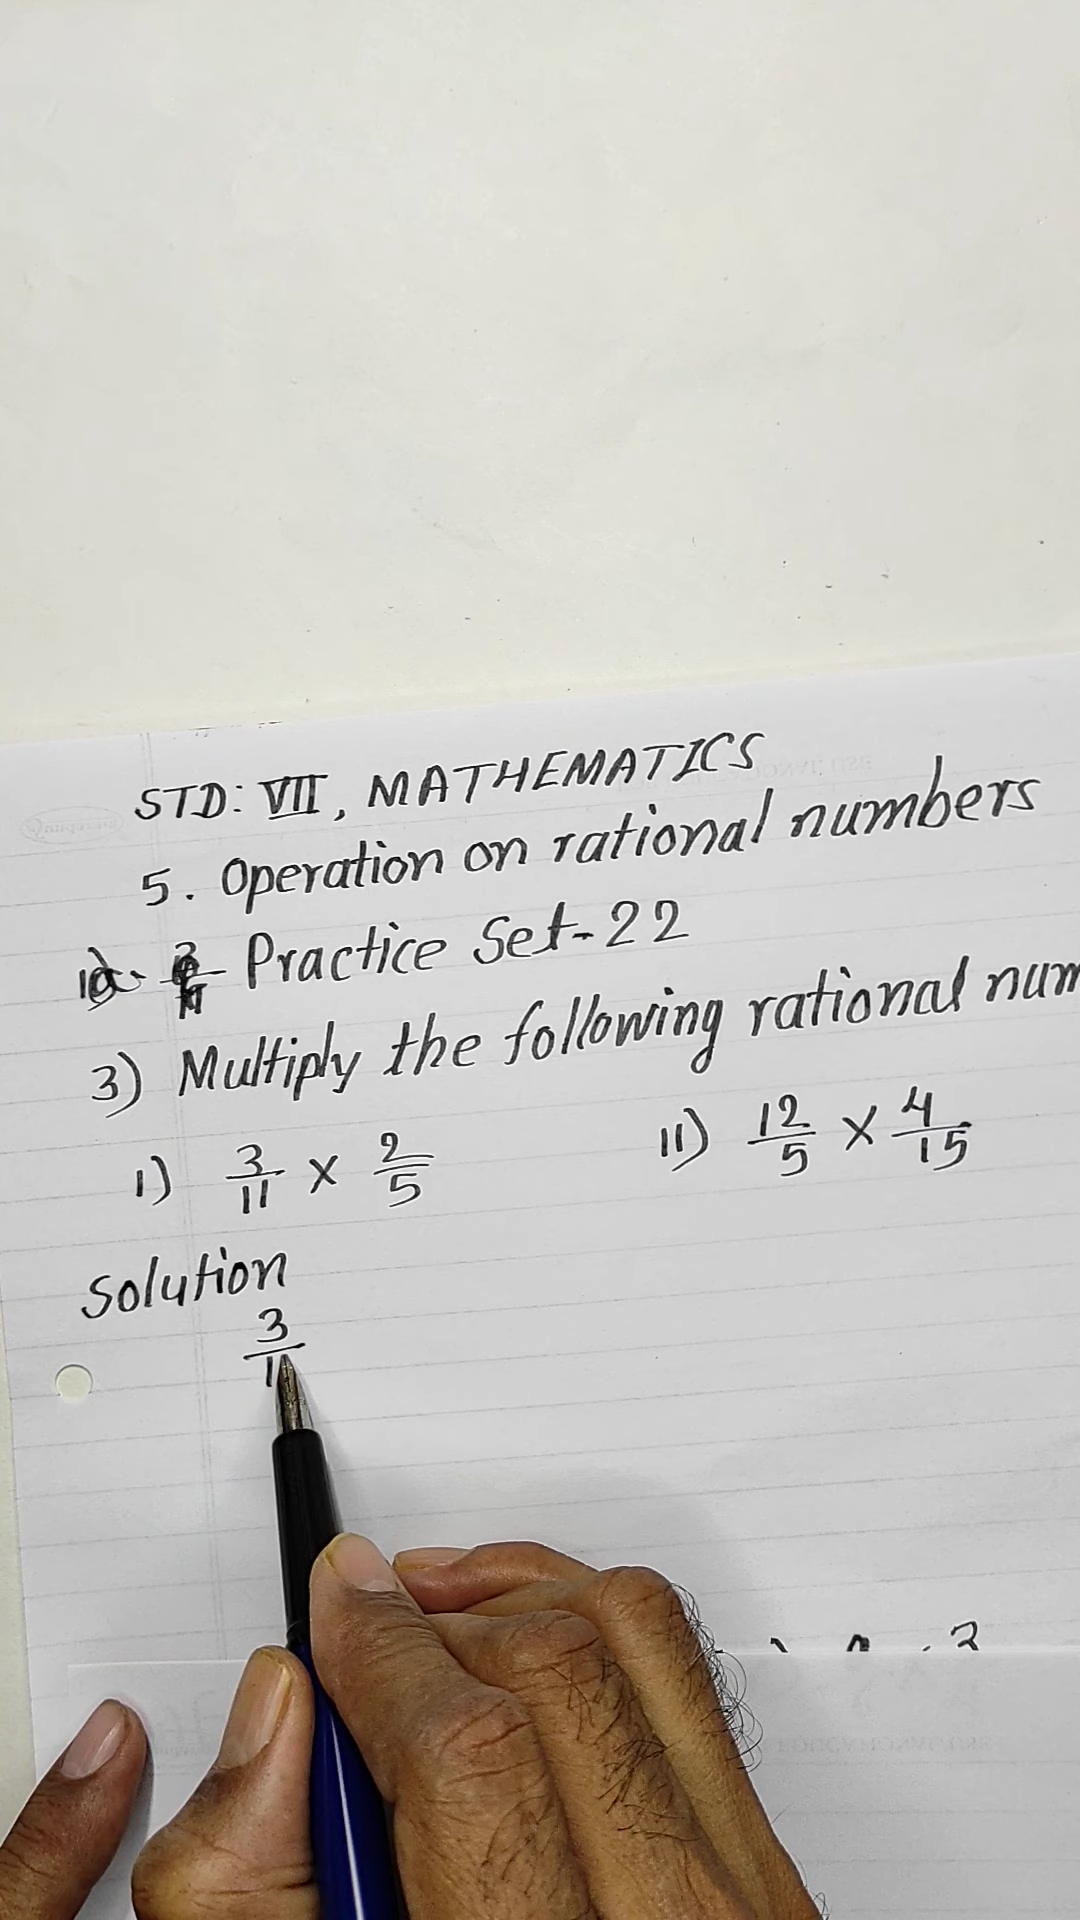 STD: VII, MATHEMATICS
5. Operation on rational numbers
Practice Set-22
3) Multiply the following rational num
i) 3/11 × 2/5 ii) 12/5 × 4/15
Solution
3/1